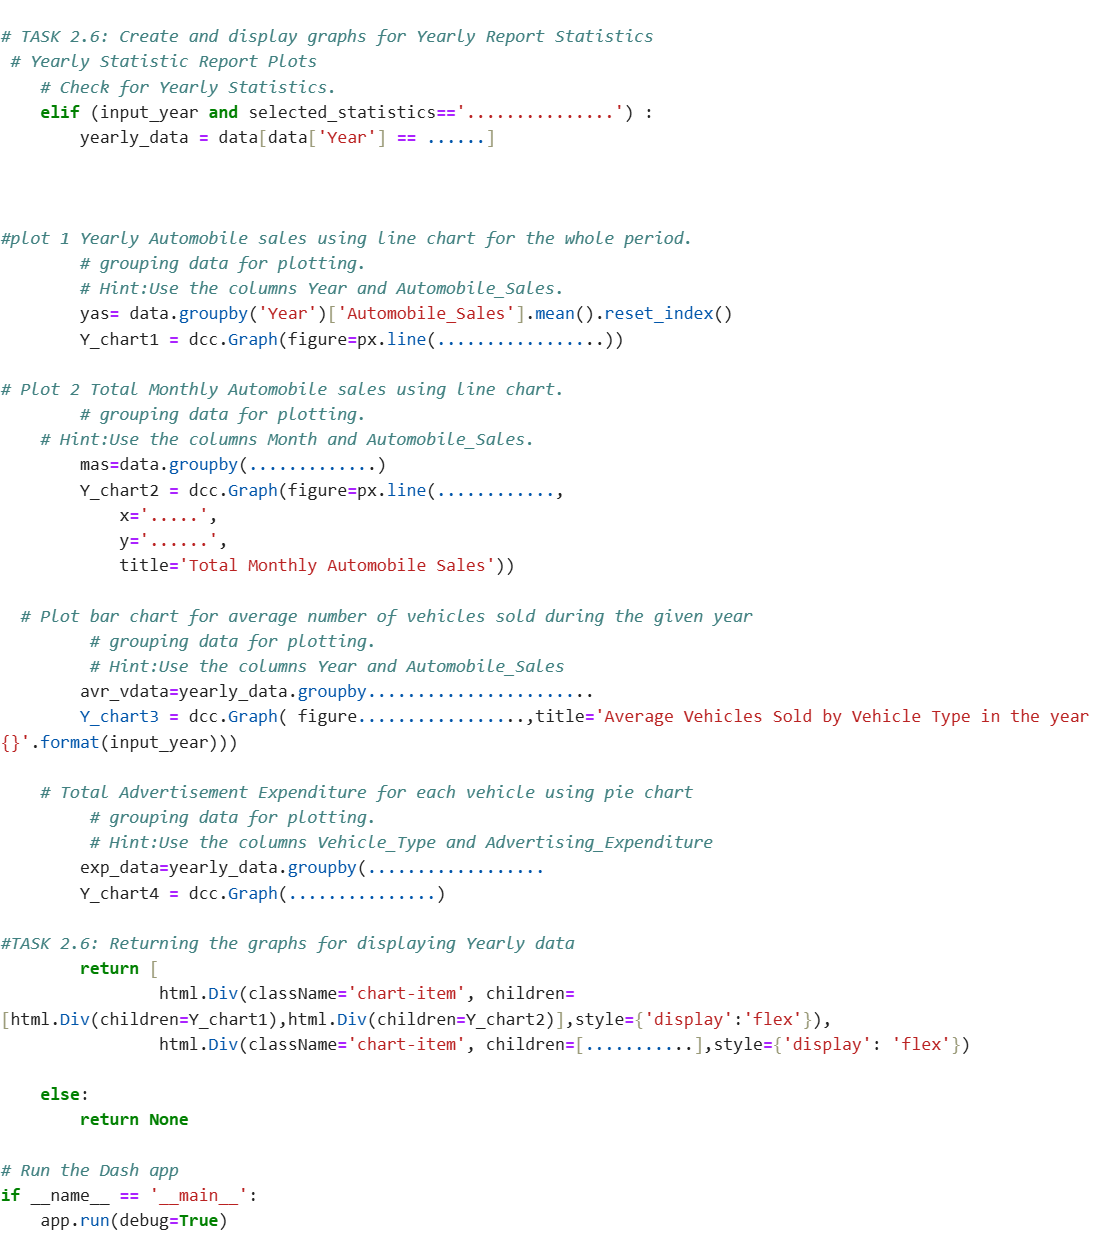 # TASK 2.6: Create and display graphs for Yearly Report Statistics
 # Yearly Statistic Report Plots
    # Check for Yearly Statistics.
    elif (input_year and selected_statistics=='...............') :
        yearly_data = data[data['Year'] == ......]
#plot 1 Yearly Automobile sales using line chart for the whole period.
        # grouping data for plotting.
        # Hint:Use the columns Year and Automobile_Sales.
        yas= data.groupby('Year')['Automobile_Sales'].mean().reset_index()
        Y_chart1 = dcc.Graph(figure=px.line(.................))
# Plot 2 Total Monthly Automobile sales using line chart.
        # grouping data for plotting.
    # Hint:Use the columns Month and Automobile_Sales.
        mas=data.groupby(.............)
        Y_chart2 = dcc.Graph(figure=px.line(............,
            x='.....',
            y='......',
            title='Total Monthly Automobile Sales'))
  # Plot bar chart for average number of vehicles sold during the given year
         # grouping data for plotting.
         # Hint:Use the columns Year and Automobile_Sales
        avr_vdata=yearly_data.groupby.......................
        Y_chart3 = dcc.Graph( figure.................,title='Average Vehicles Sold by Vehicle Type in the year
{}'.format(input_year)))
    # Total Advertisement Expenditure for each vehicle using pie chart
         # grouping data for plotting.
         # Hint:Use the columns Vehicle_Type and Advertising_Expenditure
        exp_data=yearly_data.groupby(..................
        Y_chart4 = dcc.Graph(...............)
#TASK 2.6: Returning the graphs for displaying Yearly data
        return [
                html.Div(className='chart-item', children=
[html.Div(children=Y_chart1),html.Div(children=Y_chart2)],style={'display':'flex'}),
                html.Div(className='chart-item', children=[...........],style={'display': 'flex'})
    else:
        return None
# Run the Dash app
if __name__ == '__main__':
    app.run(debug=True)